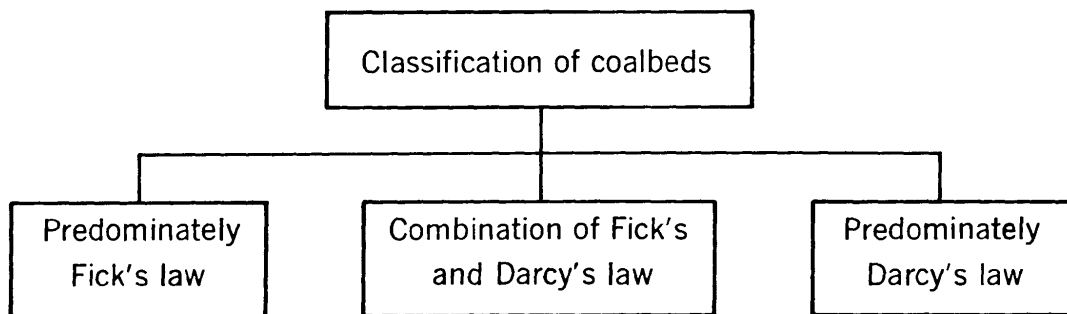 Classification of coalbeds
Predominately
Fick's law
Combination of Fick's
and Darcy's law
Predominately
Darcy's law